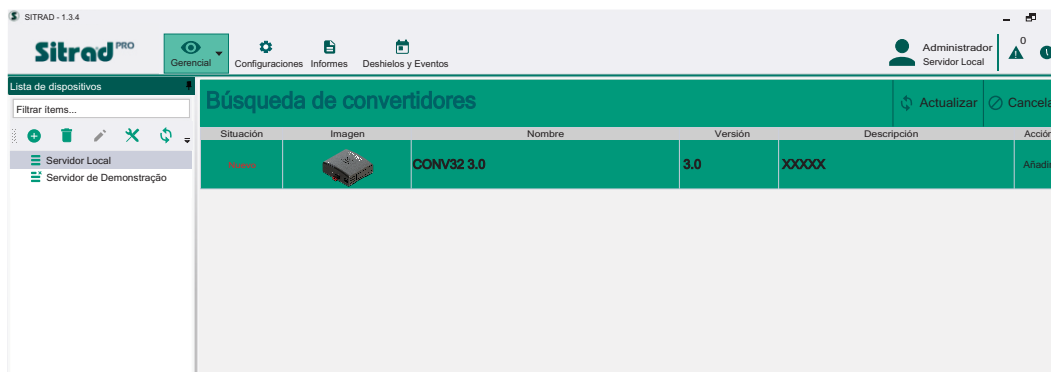 SITRAD - 1.3.4
Sitrad PRO
Gerencial
Configuraciones
Informes
Deshielos y Eventos
Administrador
Servidor Local
0
Lista de dispositivos
Filtrar ítems...
Servidor Local
Servidor de Demonstração
Búsqueda de convertidores
Actualizar
Cancela
Situación Imagen Nombre Versión Descripción Acción
CONV32 3.0 3.0 XXXXX Añadi